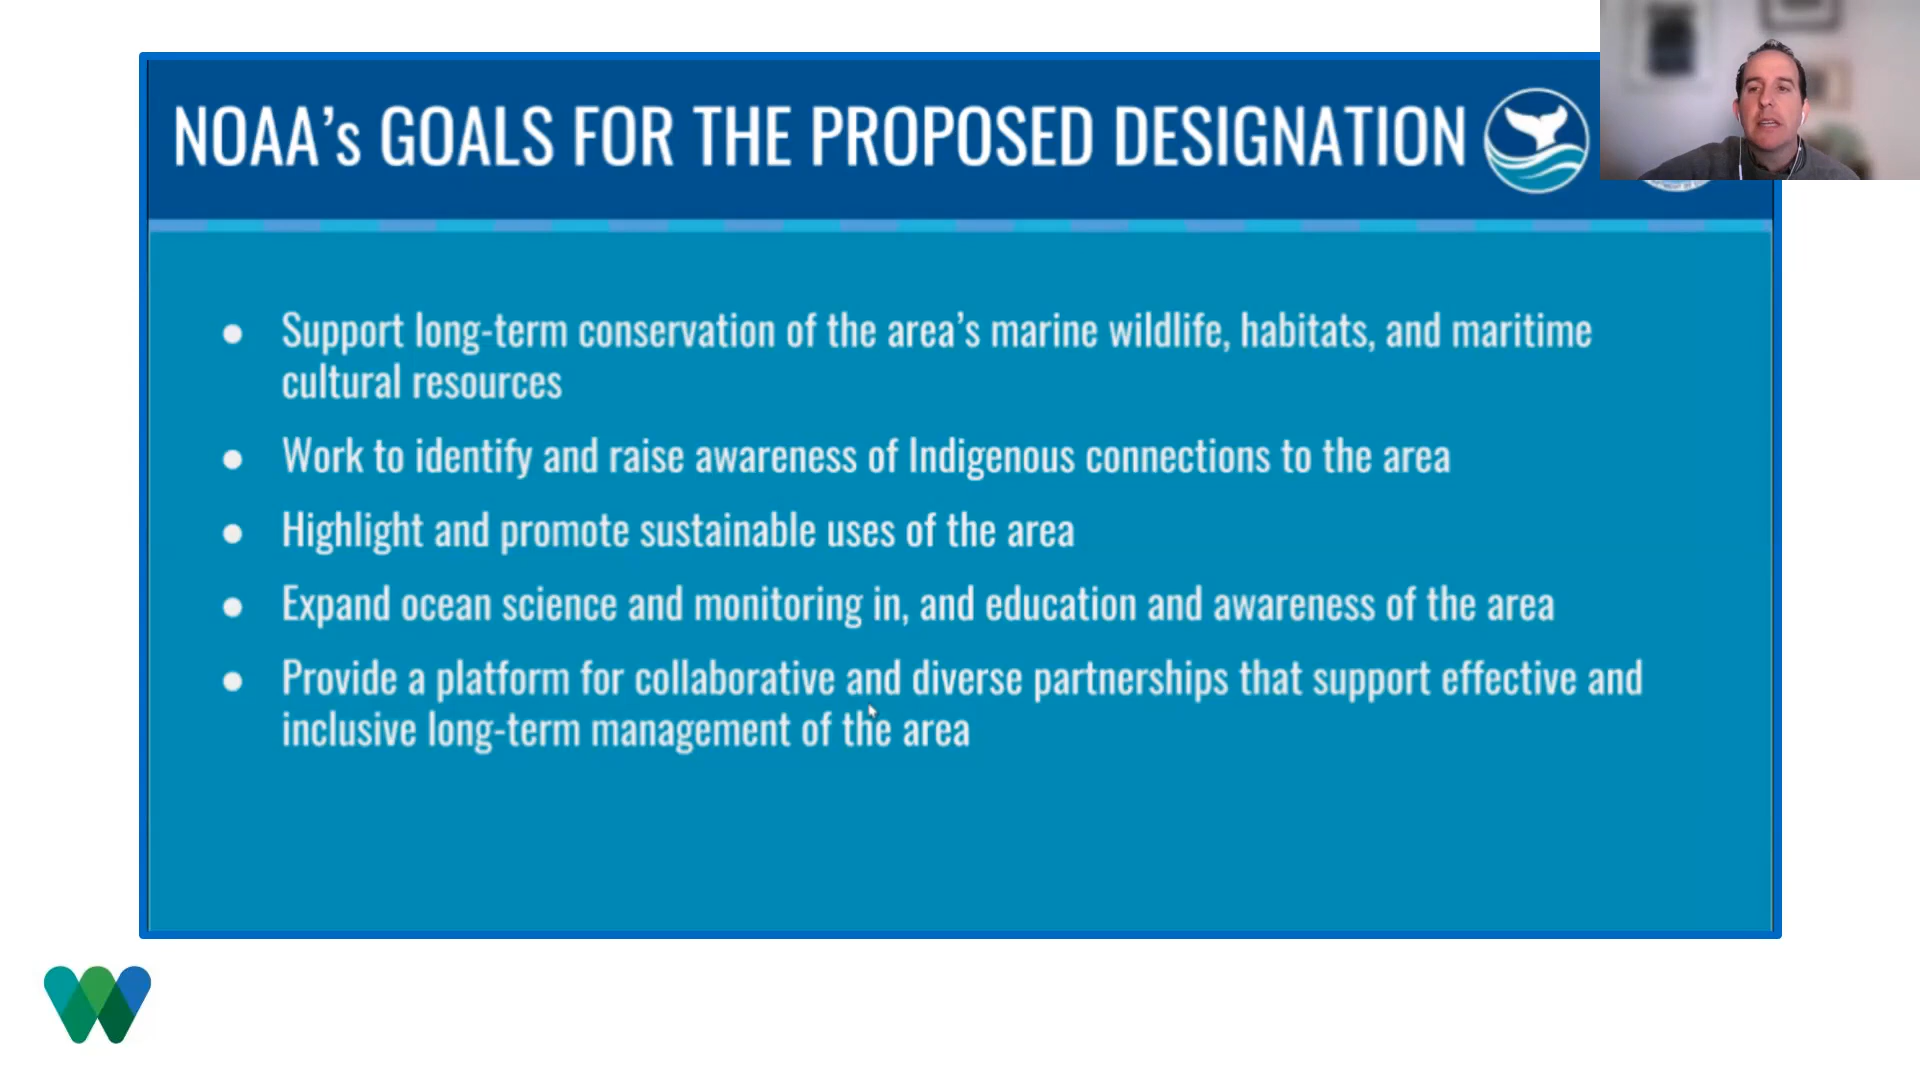 NOAA's GOALS FOR THE PROPOSED DESIGNATION
● Support long-term conservation of the area's marine wildlife, habitats, and maritime
cultural resources
● Work to identify and raise awareness of Indigenous connections to the area
● Highlight and promote sustainable uses of the area
● Expand ocean science and monitoring in, and education and awareness of the area
● Provide a platform for collaborative and diverse partnerships that support effective and
inclusive long-term management of the area